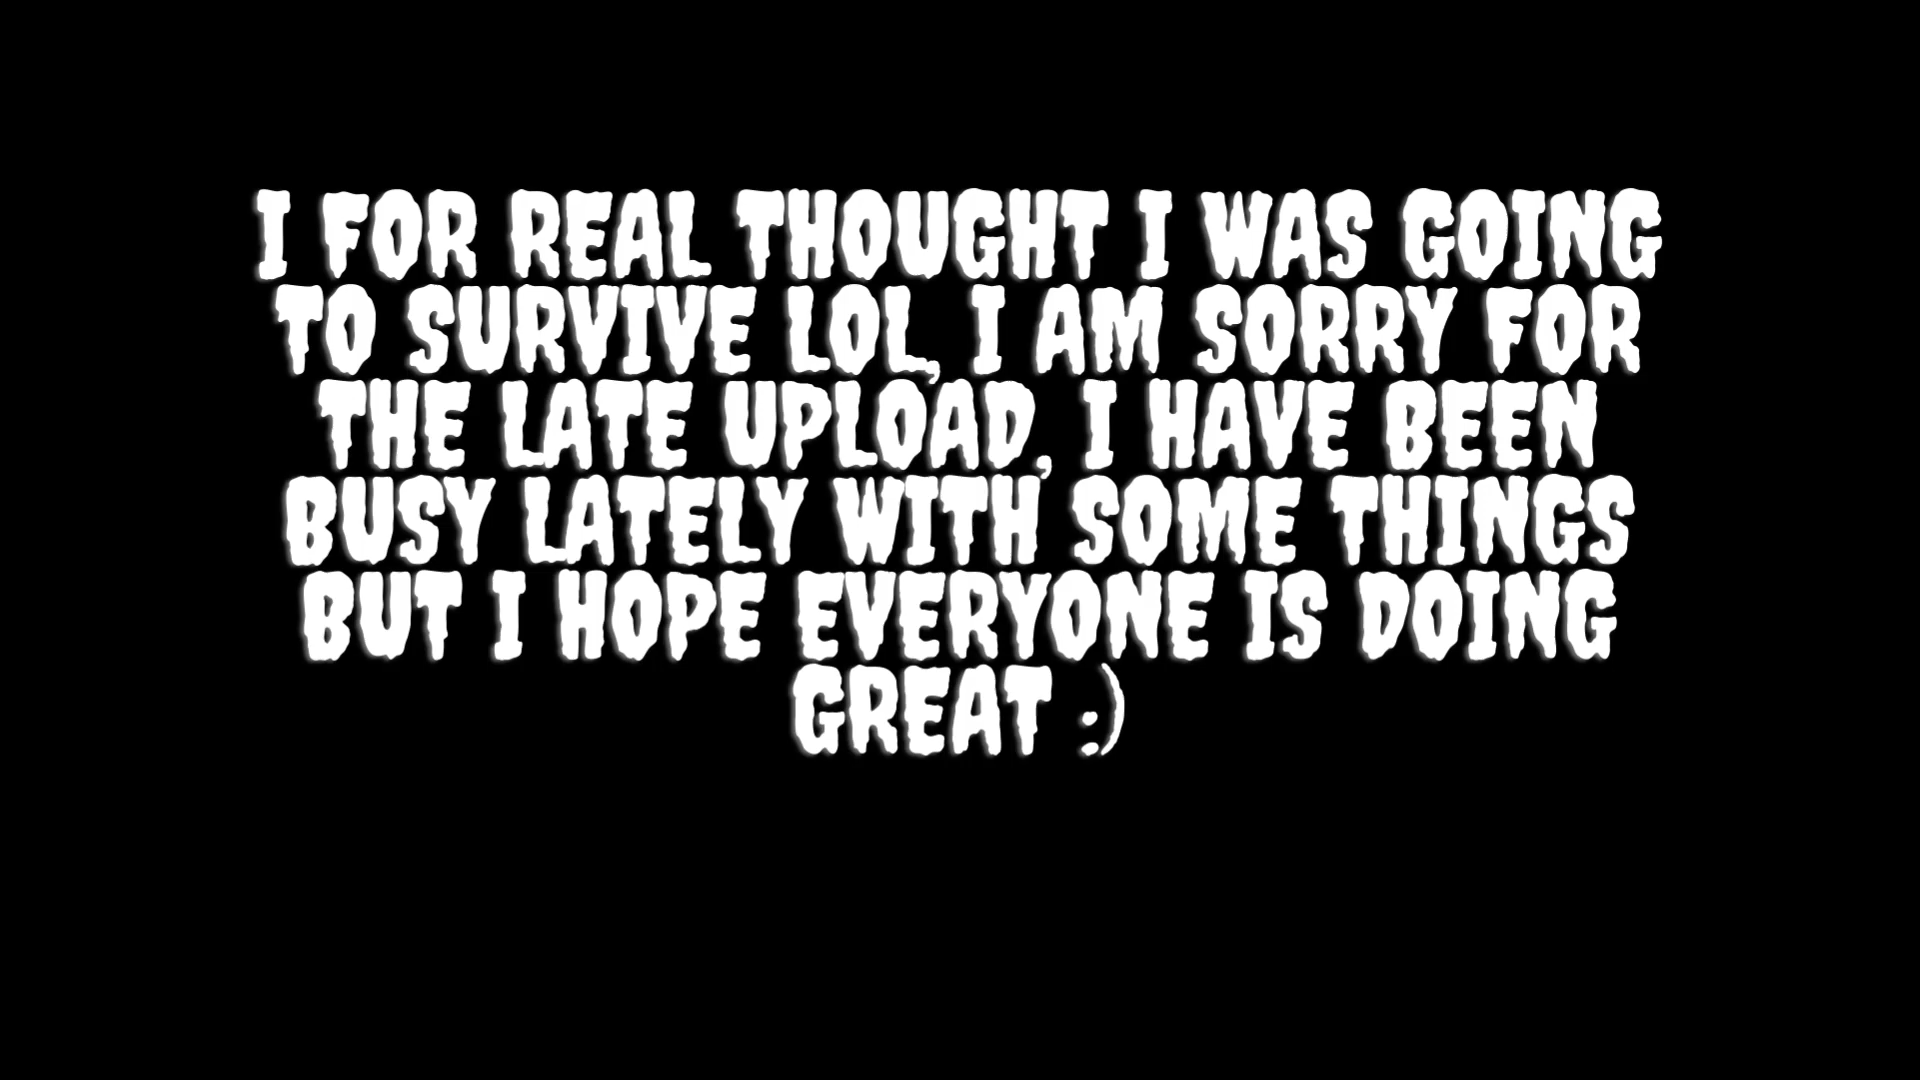 I FOR REAL THOUGHT I WAS GOING
TO SURVIVE LOL, I AM SORRY FOR
THE LATE UPLOAD, I HAVE BEEN
BUSY LATELY WITH SOME THINGS
BUT I HOPE EVERYONE IS DOING
GREAT :)